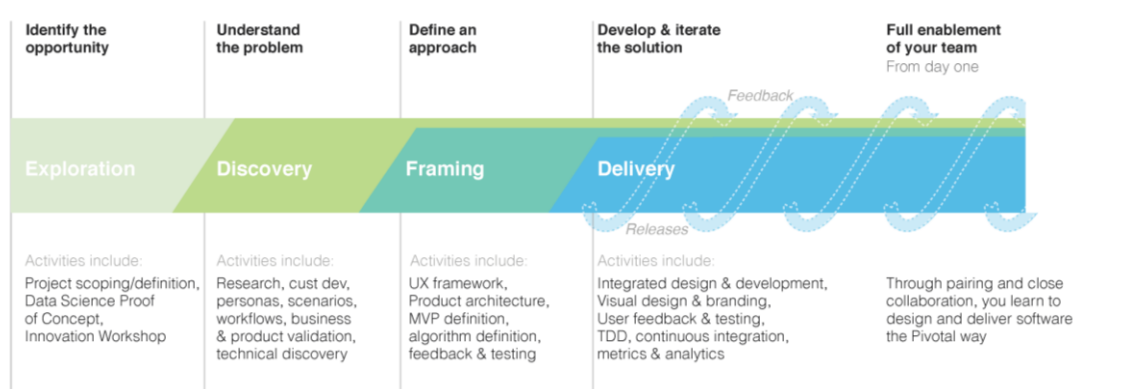 Identify the
opportunity
Understand
the problem
Define an
approach
Develop & iterate
the solution
Full enablement
of your team
From day one
Feedback
Exploration
Discovery
Framing
Delivery
Releases
Activities include:
Project scoping/definition,
Data Science Proof
of Concept,
Innovation Workshop
Activities include:
Research, cust dev,
personas, scenarios,
workflows, business
& product validation,
technical discovery
Activities include:
UX framework,
Product architecture,
MVP definition,
algorithm definition,
feedback & testing
Activities include:
Integrated design & development,
Visual design & branding,
User feedback & testing,
TDD, continuous integration,
metrics & analytics
Through pairing and close
collaboration, you learn to
design and deliver software
the Pivotal way